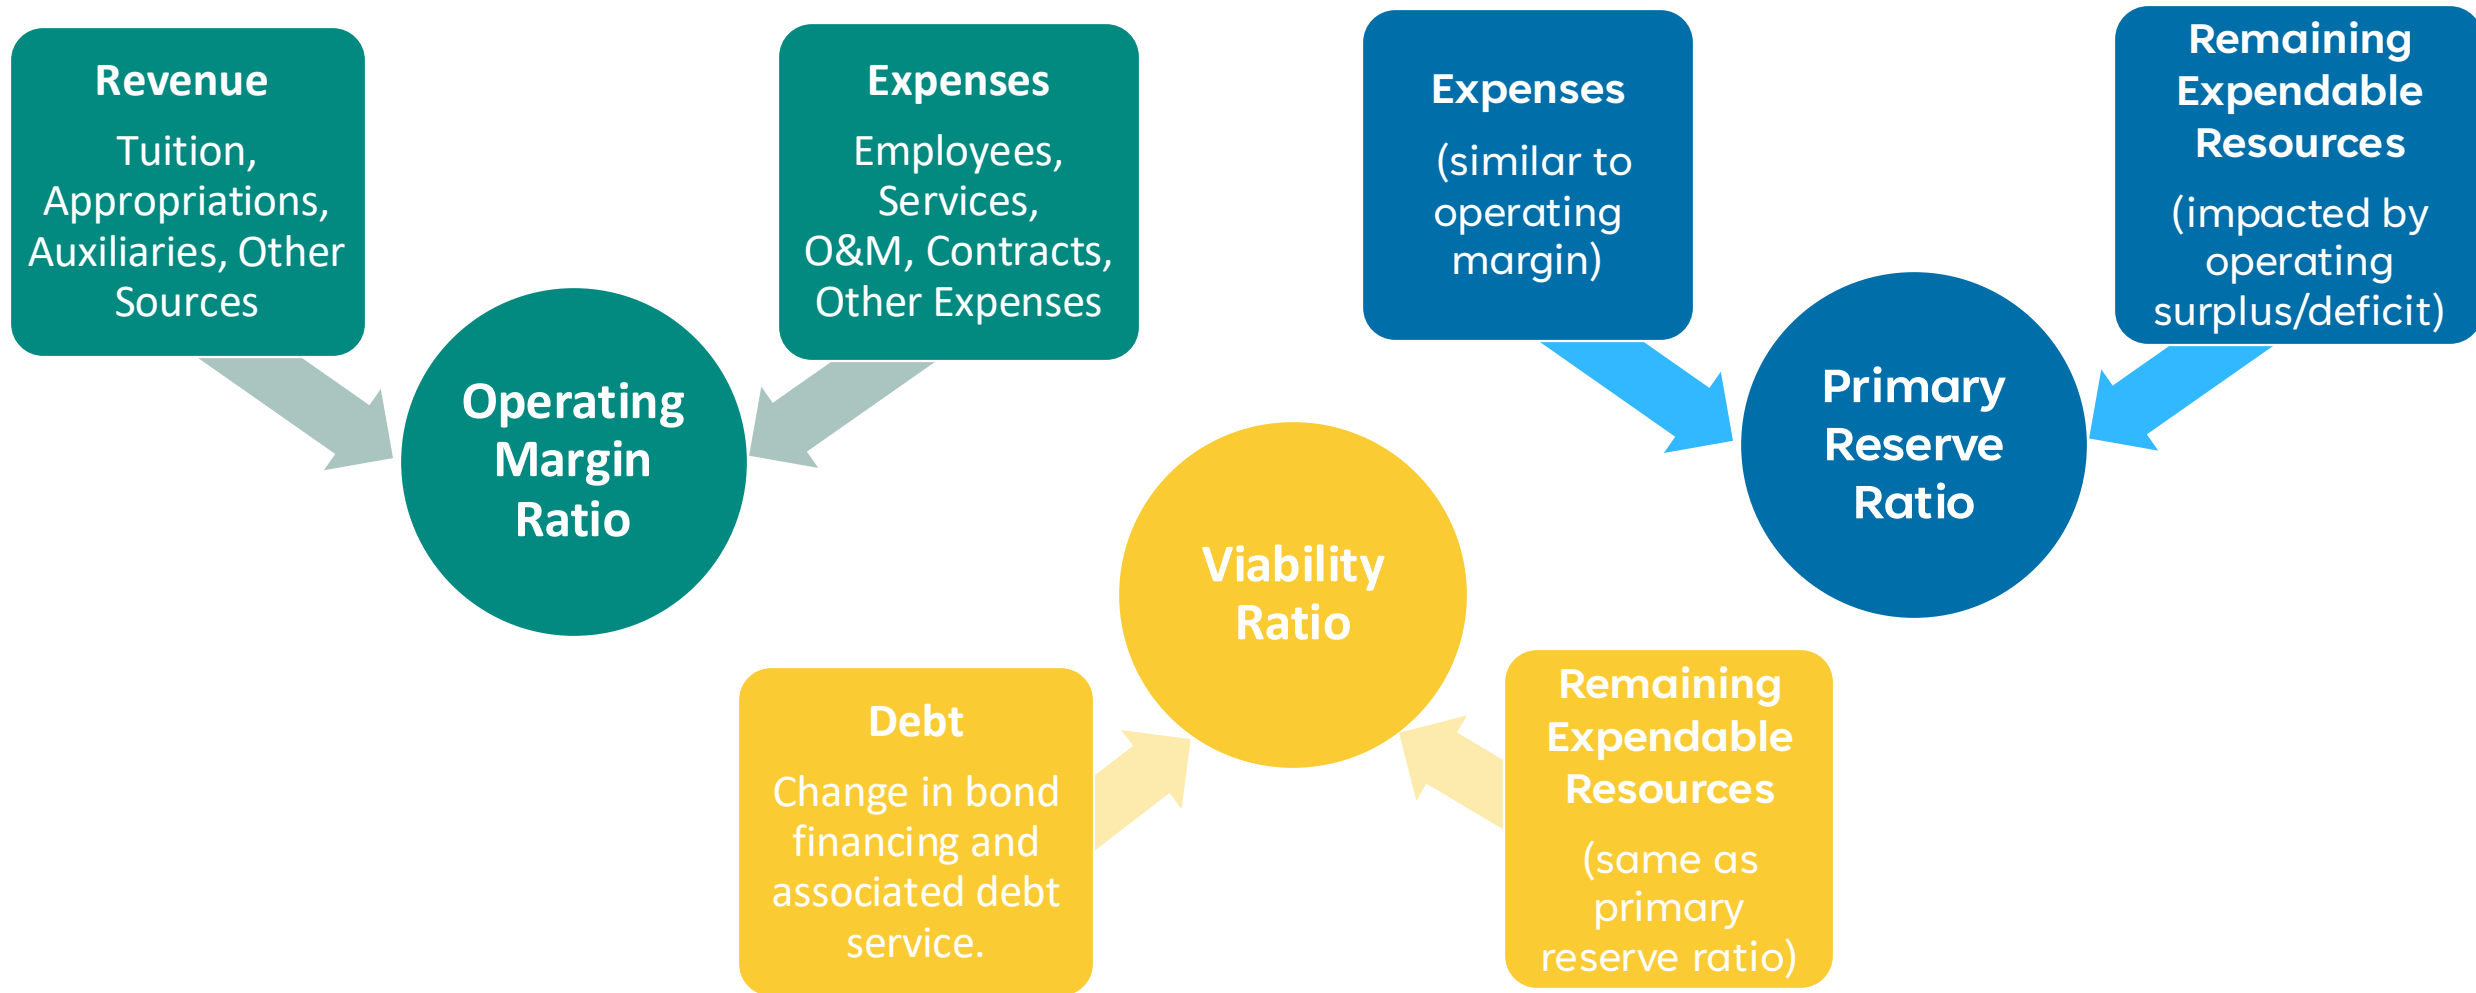 Revenue
Tuition,
Appropriations,
Auxiliaries, Other
Sources
Operating
Margin
Ratio
Expenses
Employees,
Services,
O&M, Contracts,
Other Expenses
Expenses
(similar to
operating
margin)
Primary
Reserve
Ratio
Remaining
Expendable
Resources
(impacted by
operating
surplus/deficit)
Viability
Ratio
Debt
Change in bond
financing and
associated debt
service.
Remaining
Expendable
Resources
(same as
primary
reserve ratio)